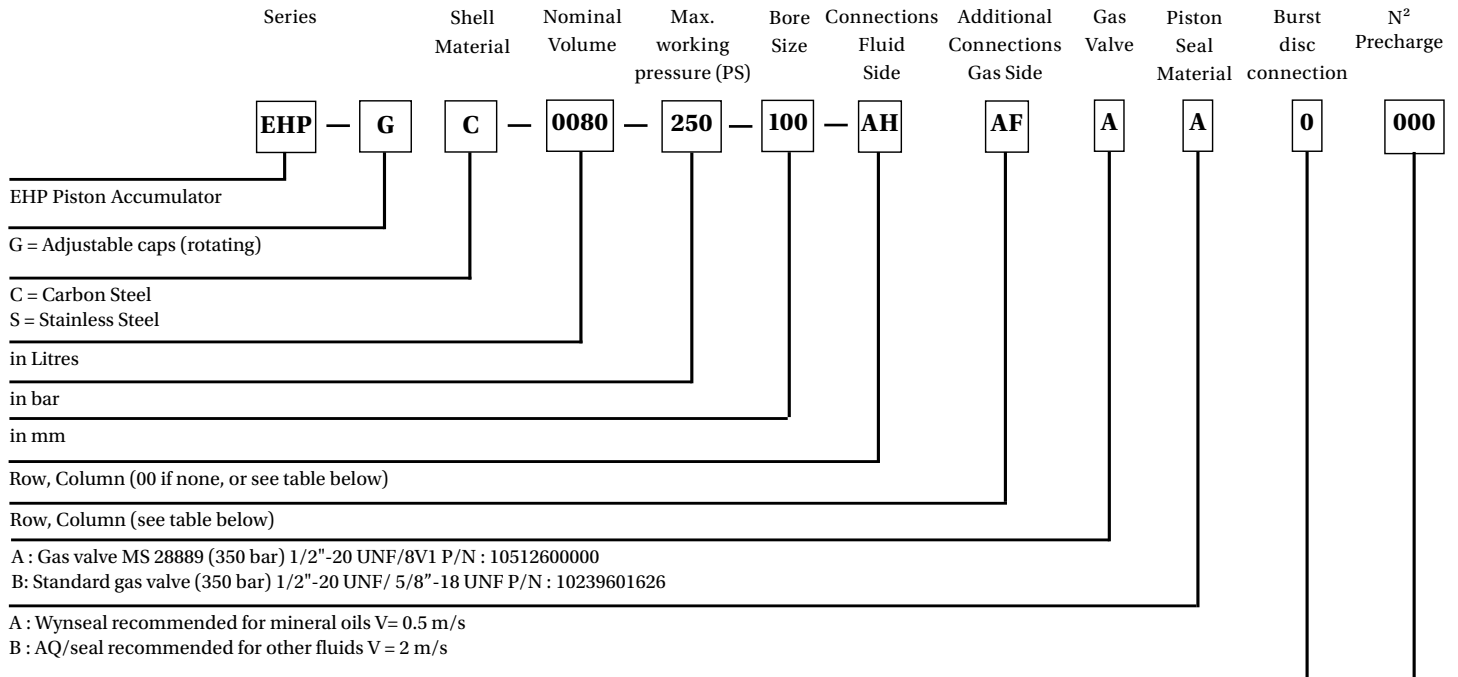 Series Shell Nominal Max. Bore Connections Additional Gas Piston Burst N²
Material Volume working Size Fluid Connections Valve Seal disc Precharge
pressure (PS) Side Gas Side Material connection
EHP — G C — 0080 — 250 — 100 — AH AF A A 0 000
EHP Piston Accumulator
G = Adjustable caps (rotating)
C = Carbon Steel
S = Stainless Steel
in Litres
in bar
in mm
Row, Column (00 if none, or see table below)
Row, Column (see table below)
A : Gas valve MS 28889 (350 bar) 1/2"-20 UNF/8V1 P/N : 10512600000
B: Standard gas valve (350 bar) 1/2"-20 UNF/ 5/8”-18 UNF P/N : 10239601626
A : Wynseal recommended for mineral oils V= 0.5 m/s
B : AQ/seal recommended for other fluids V = 2 m/s